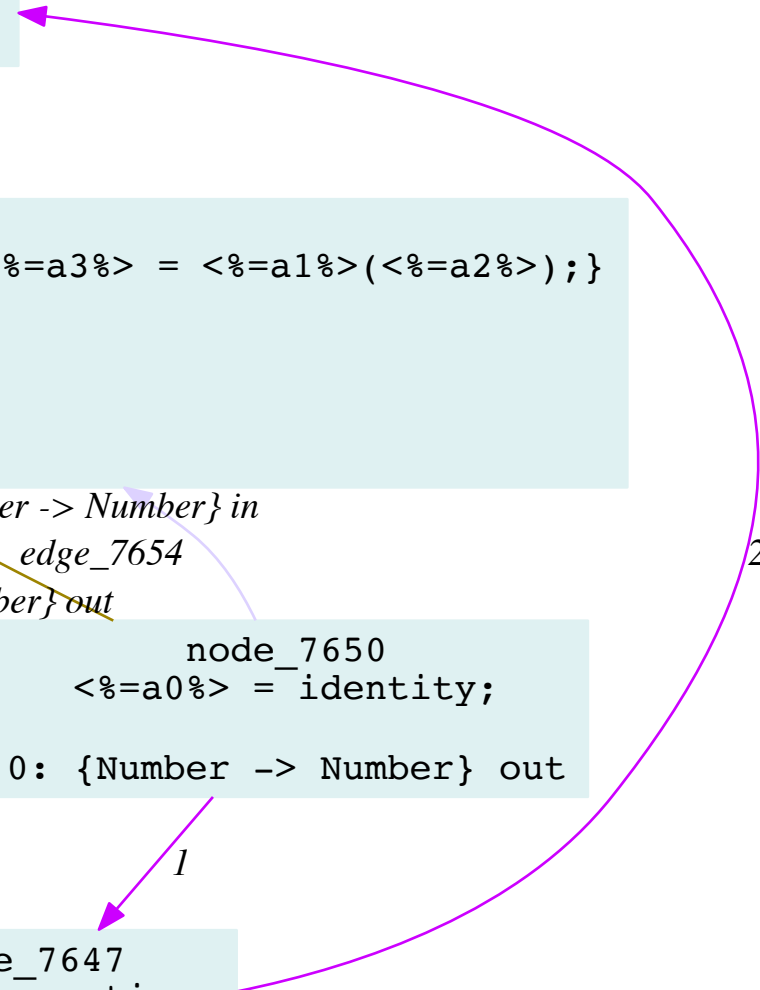 %=a3%> = <%=a1%>(<%=a2%>);}
er -> Number} in
edge_7654
2
ber} out
node_7650
<%=a0%> = identity;
0: {Number -> Number} out
1
e_7647